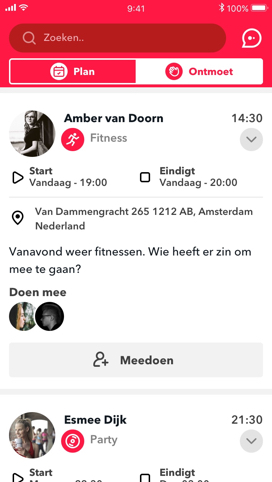 9:41
100%
Zoeken..
Plan
Ontmoet
Amber van Doorn
14:30
Fitness
Start
Vandaag - 19:00
Eindigt
Vandaag - 20:00
Van Dammengracht 265 1212 AB, Amsterdam
Nederland
Vanavond weer fitnessen. Wie heeft er zin om
mee te gaan?
Doen mee
Meedoen
Esmee Dijk
21:30
Party
Start
Eindigt